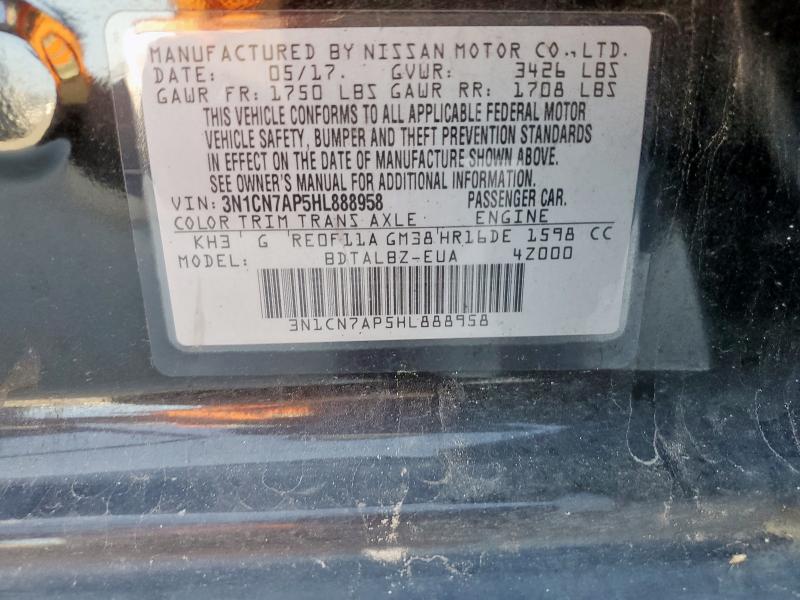 MANUFACTURED BY NISSAN MOTOR CO., LTD.
DATE: 05/17. GVWR: 3426 LBS
GAWR FR: 1750 LBS GAWR RR: 1708 LBS
THIS VEHICLE CONFORMS TO ALL APPLICABLE FEDERAL MOTOR
VEHICLE SAFETY, BUMPER AND THEFT PREVENTION STANDARDS
IN EFFECT ON THE DATE OF MANUFACTURE SHOWN ABOVE.
SEE OWNER'S MANUAL FOR ADDITIONAL INFORMATION.
VIN: 3N1CN7AP5HL888958 PASSENGER CAR.
COLOR TRIM TRANS AXLE ENGINE
KH3 G RE0F11A GM38 HR16DE 1598 CC
MODEL: BDTALBZ-EUA 4Z000
3N1CN7AP5HL888958